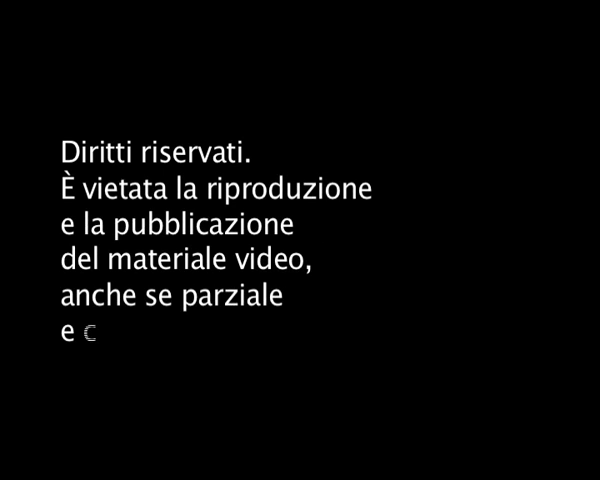 Diritti riservati.
È vietata la riproduzione
e la pubblicazione
del materiale video,
anche se parziale
e c